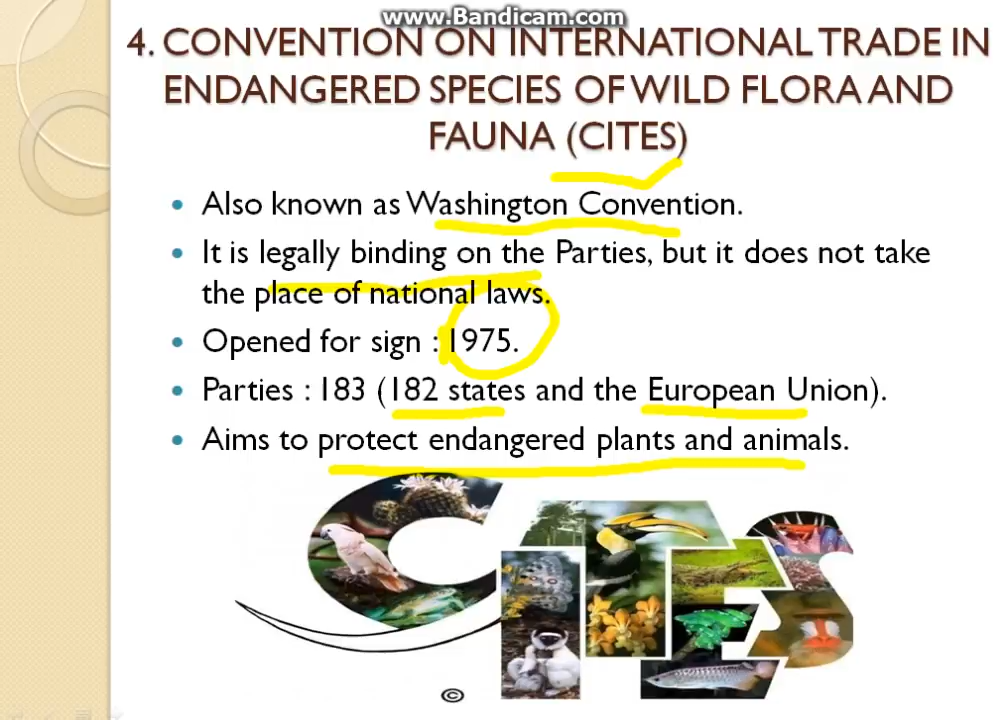 www.Bandicam.com
4. CONVENTION ON INTERNATIONAL TRADE IN
ENDANGERED SPECIES OF WILD FLORA AND
FAUNA (CITES)
• Also known as Washington Convention.
• It is legally binding on the Parties, but it does not take
the place of national laws.
• Opened for sign : 1975.
• Parties : 183 (182 states and the European Union).
• Aims to protect endangered plants and animals.
CITES
©